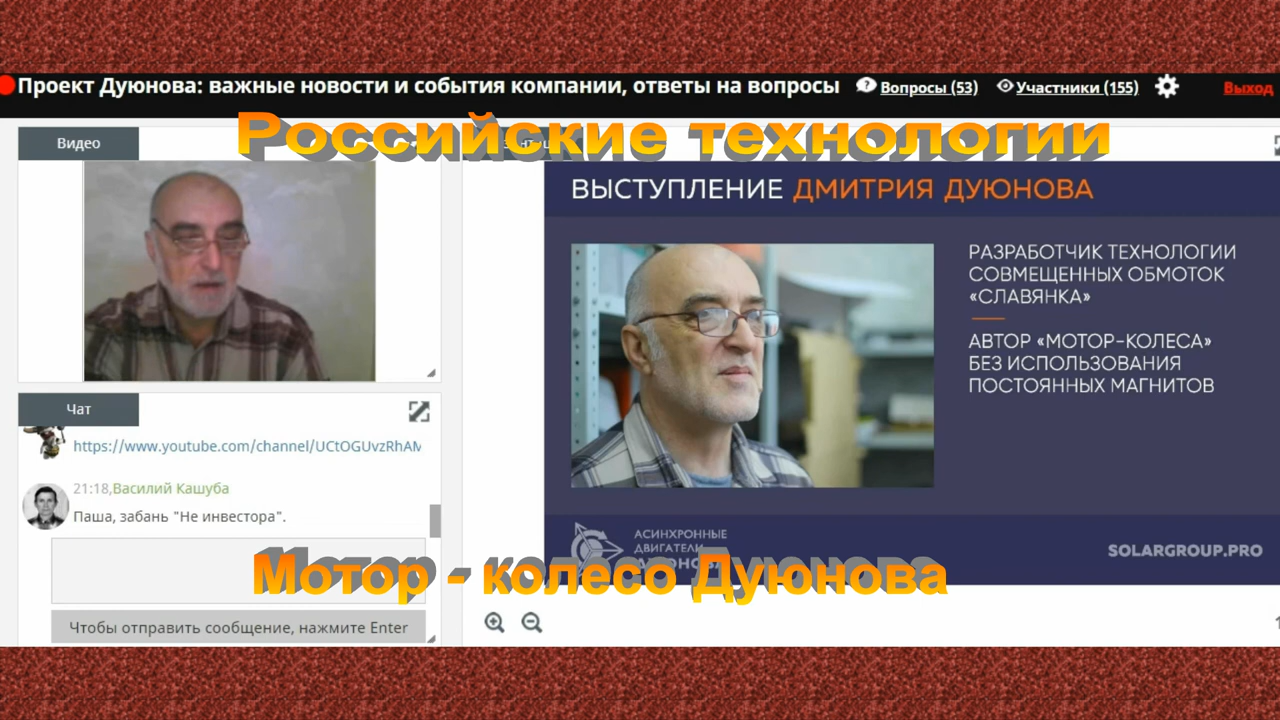 Проект Дуюнова: важные новости и события компании, ответы на вопросы
Вопросы (53)
Участники (155)
Выход
Российские технологии
Видео
ВЫСТУПЛЕНИЕ ДМИТРИЯ ДУЮНОВА
РАЗРАБОТЧИК ТЕХНОЛОГИИ
СОВМЕЩЕННЫХ ОБМОТОК
«СЛАВЯНКА»
АВТОР «МОТОР-КОЛЕСА»
БЕЗ ИСПОЛЬЗОВАНИЯ
ПОСТОЯННЫХ МАГНИТОВ
Чат
https://www.youtube.com/channel/UCtOGUvzRhAM
21:18,Василий Кашуба
Паша, забань "Не инвестора".
АСИНХРОННЫЕ
ДВИГАТЕЛИ
SOLARGROUP.PRO
Мотор - колесо Дуюнова
Чтобы отправить сообщение, нажмите Enter